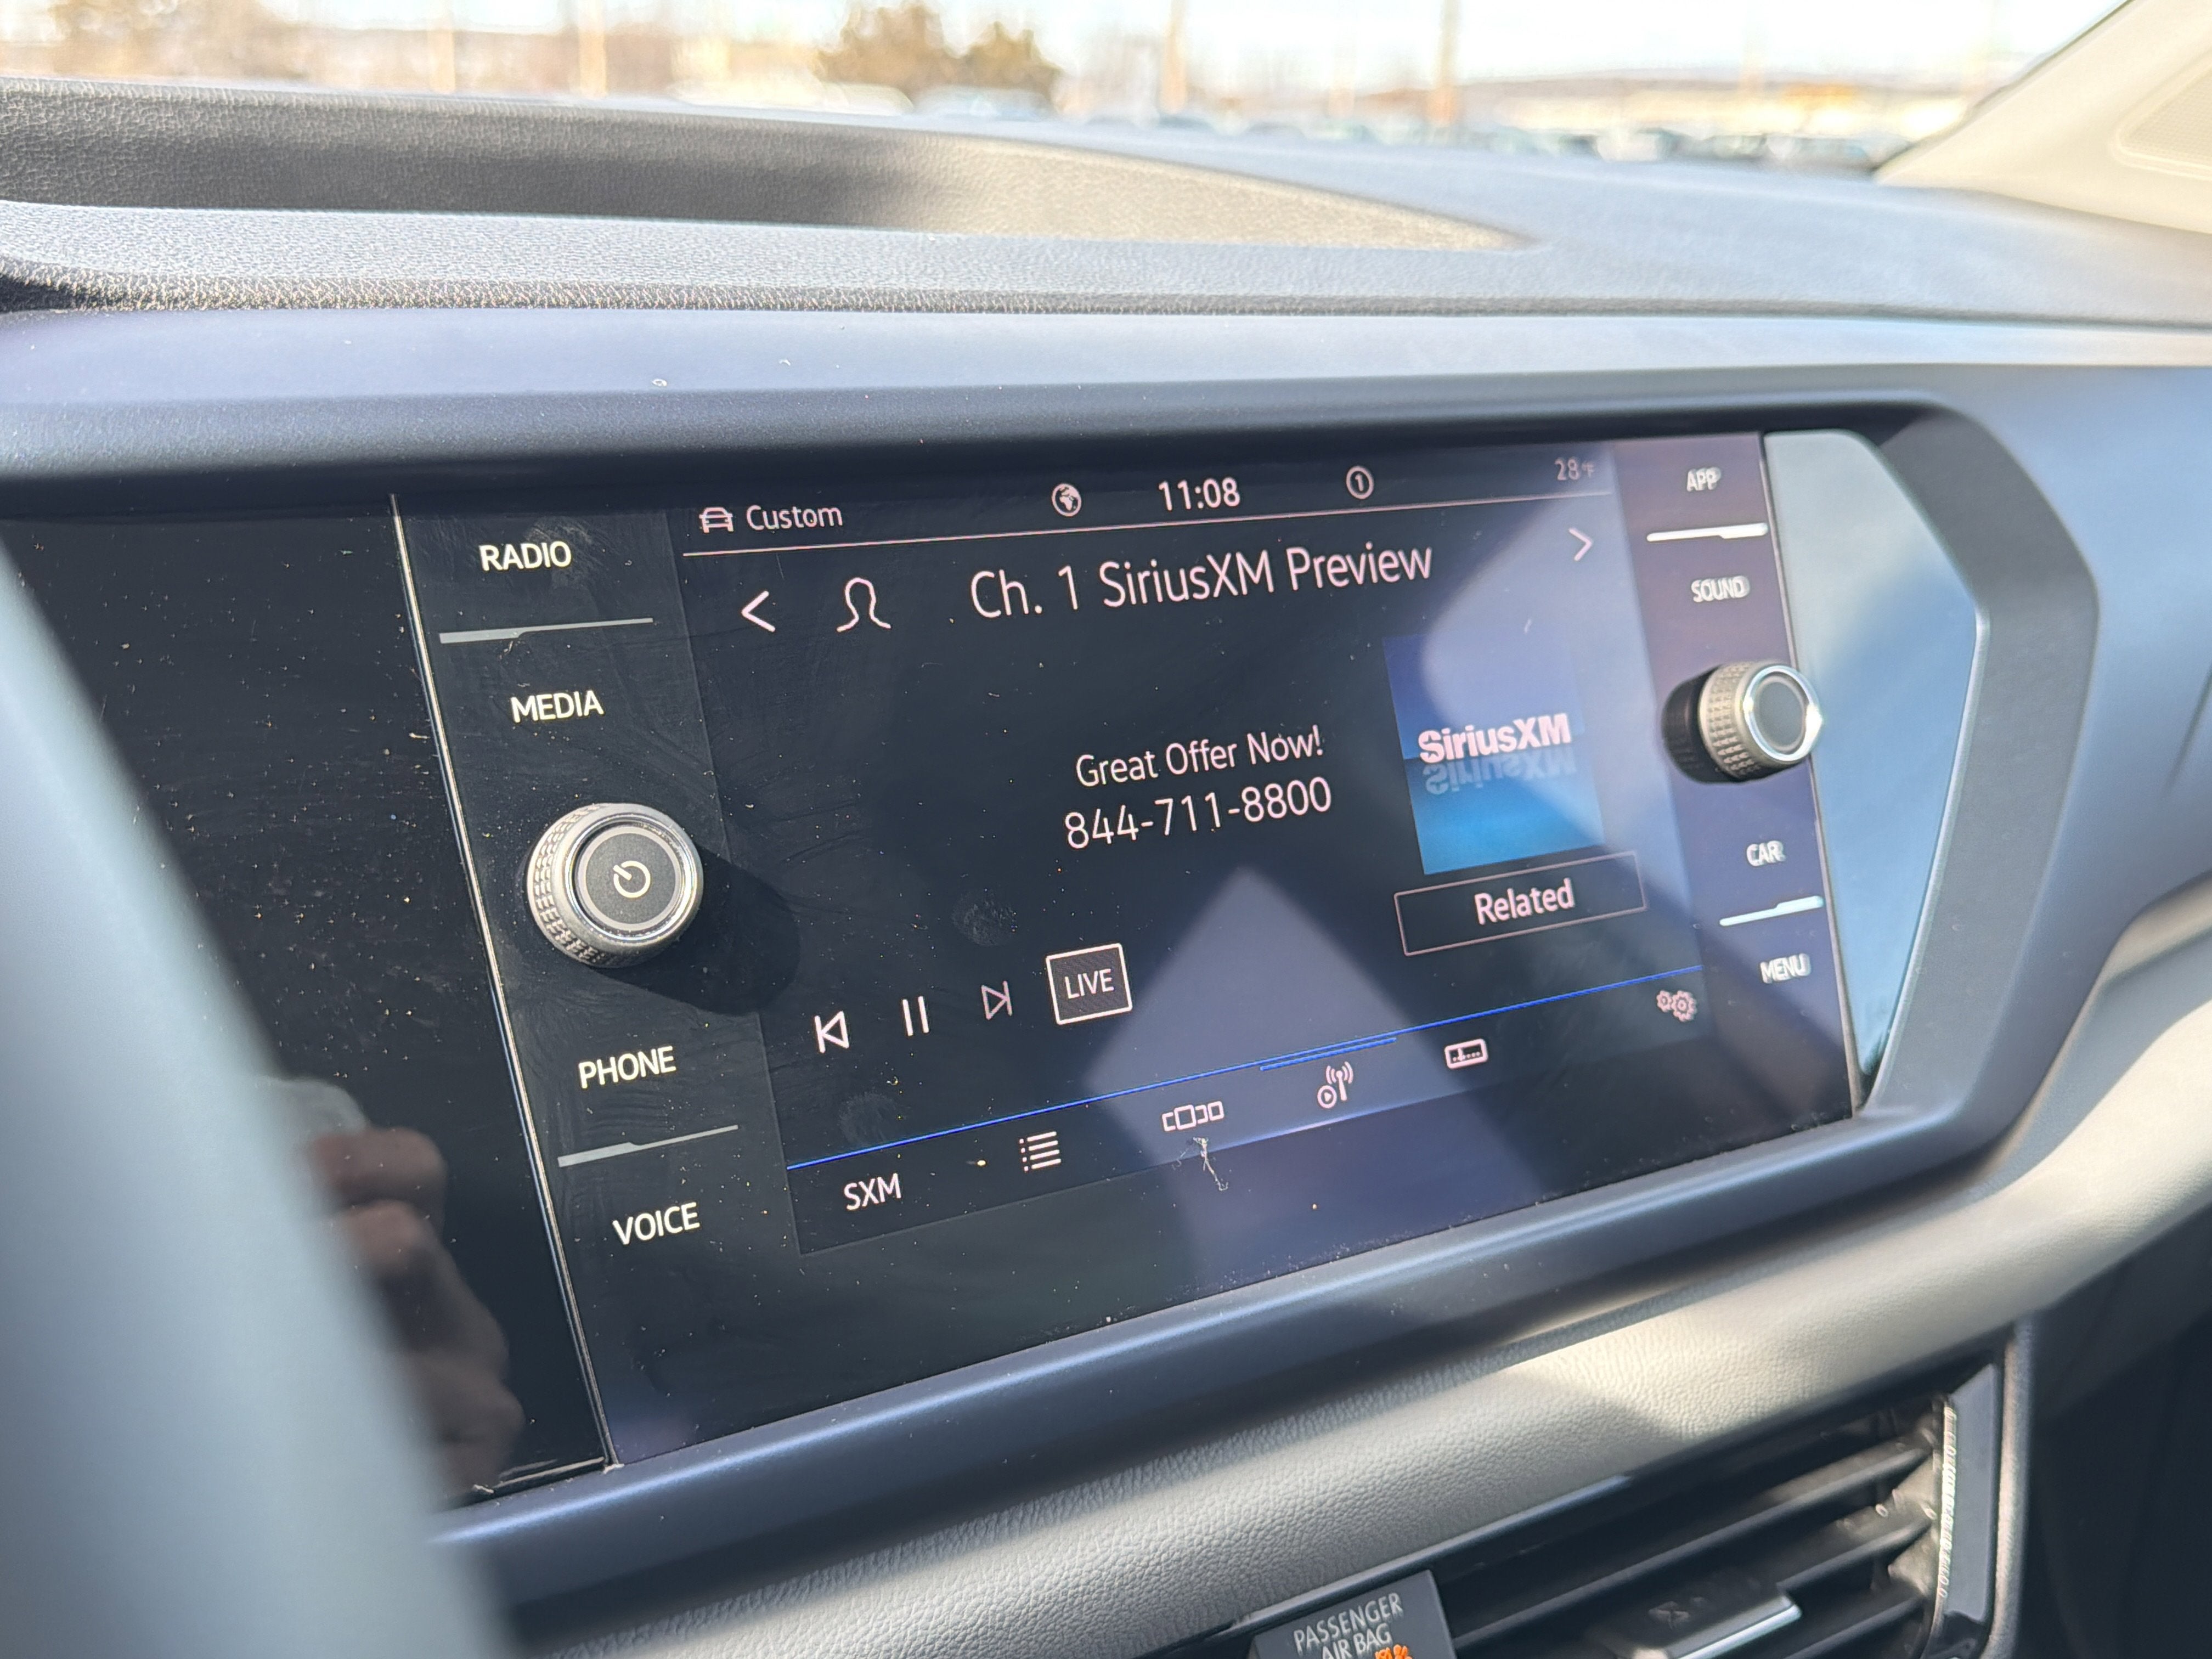 RADIO
MEDIA
PHONE
VOICE
Custom
11:08
1
28°F
Ch. 1 SiriusXM Preview
Great Offer Now!
844-711-8800
SiriusXM
Related
LIVE
SXM
APP
SOUND
CAR
MENU
PASSENGER
AIR BAG